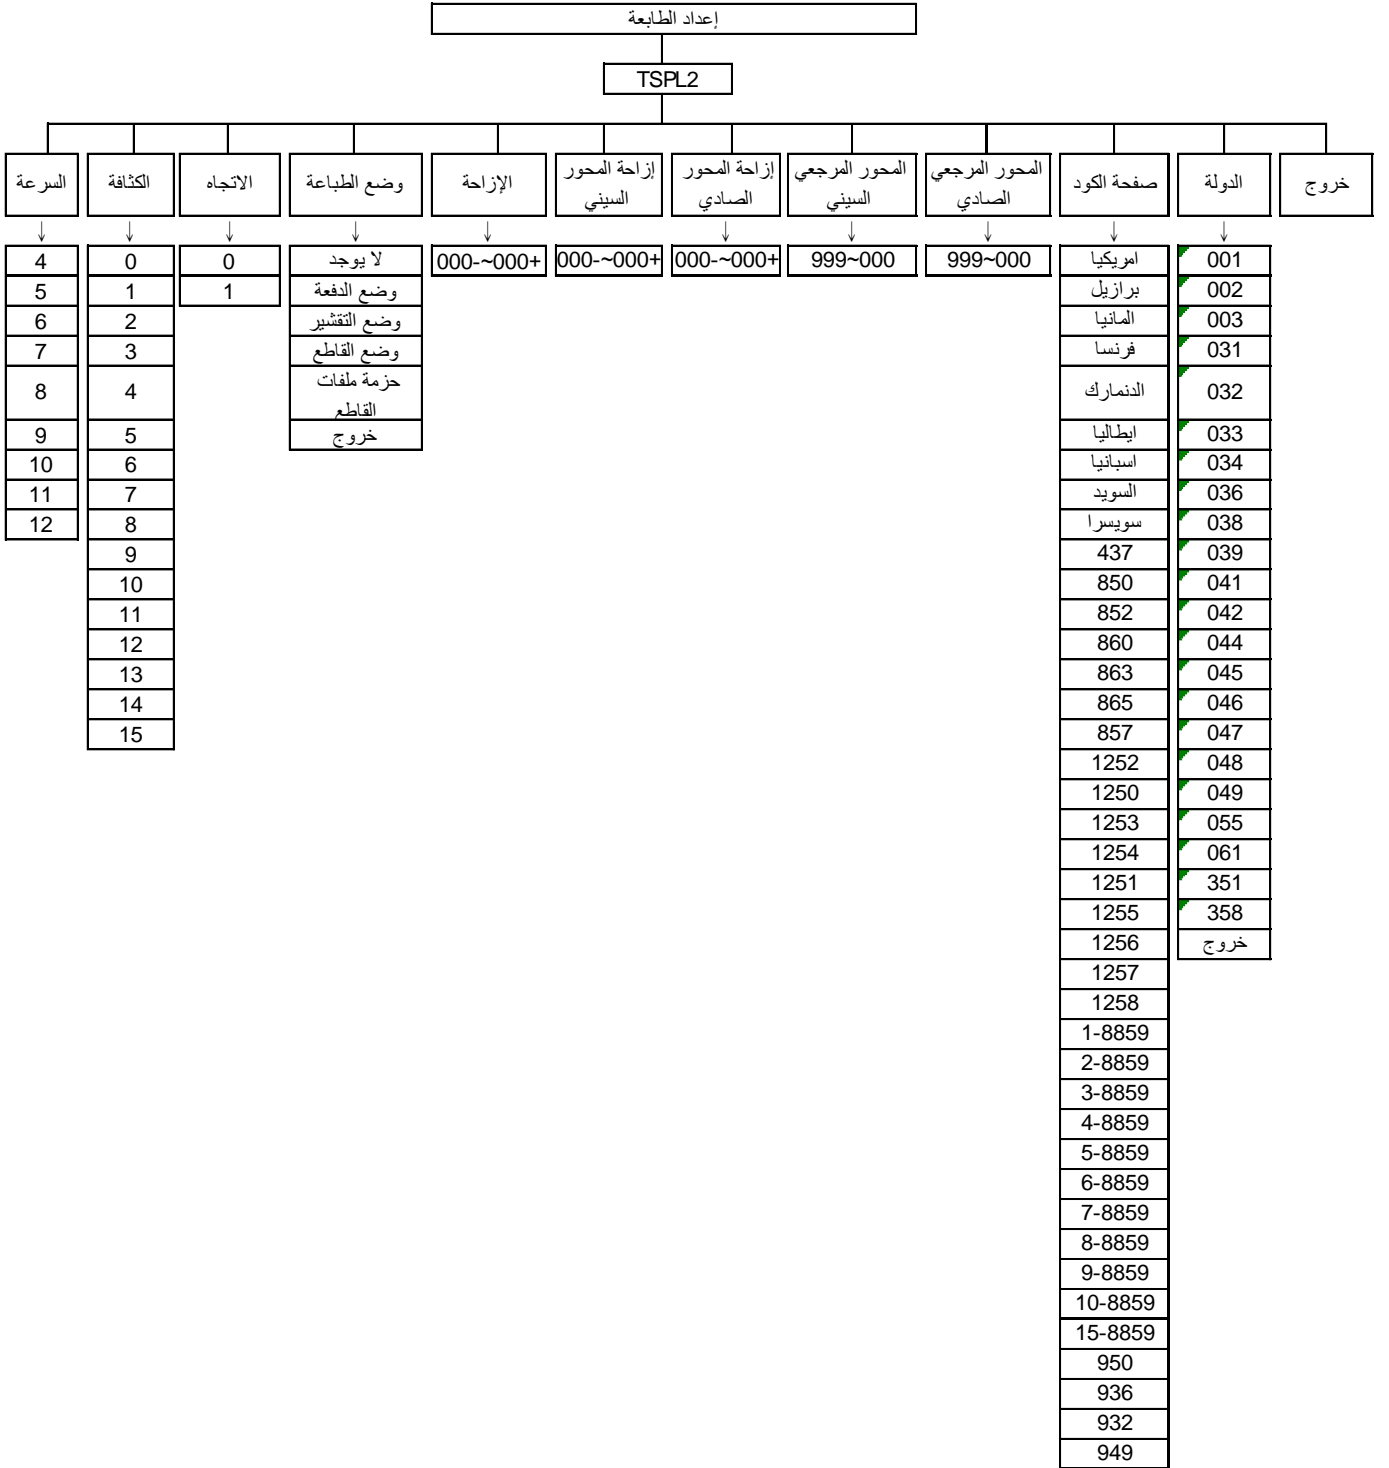 إعداد الطابعة
TSPL2
السرعة
الكثافة
الاتجاه
وضع الطباعة
الإزاحة
إزاحة المحور
السيني
إزاحة المحور
الصادي
المحور المرجعي
السيني
المحور المرجعي
الصادي
صفحة الكود
الدولة
خروج
↓ ↓ ↓ ↓ ↓ ↓ ↓ ↓ ↓ ↓ ↓
4
5
6
7
8
9
10
11
12
0
1
2
3
4
5
6
7
8
9
10
11
12
13
14
15
0
1
لا يوجد
وضع الدفعة
وضع التقشير
وضع القاطع
حزمة ملفات
القاطع
خروج
000-~000+
000-~000+
000-~000+
999~000
999~000
امريكيا
برازيل
المانيا
فرنسا
الدنمارك
ايطاليا
اسبانيا
السويد
سويسرا
437
850
852
860
863
865
857
1252
1250
1253
1254
1251
1255
1256
1257
1258
1-8859
2-8859
3-8859
4-8859
5-8859
6-8859
7-8859
8-8859
9-8859
10-8859
15-8859
950
936
932
949
001
002
003
031
032
033
034
036
038
039
041
042
044
045
046
047
048
049
055
061
351
358
خروج